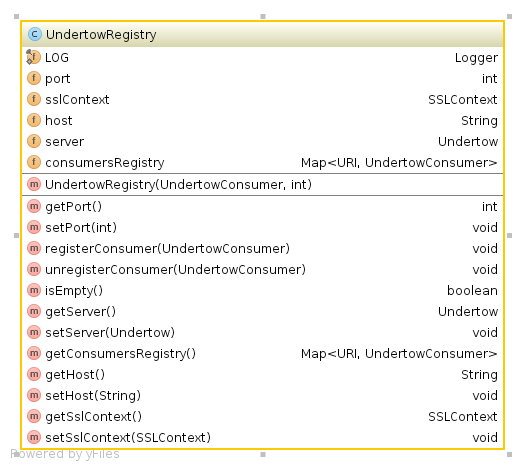 C UndertowRegistry
f LOG Logger
f port int
f sslContext SSLContext
f host String
f server Undertow
f consumersRegistry Map<URI, UndertowConsumer>
m UndertowRegistry(UndertowConsumer, int)
m getPort() int
m setPort(int) void
m registerConsumer(UndertowConsumer) void
m unregisterConsumer(UndertowConsumer) void
m isEmpty() boolean
m getServer() Undertow
m setServer(Undertow) void
m getConsumersRegistry() Map<URI, UndertowConsumer>
m getHost() String
m setHost(String) void
m getSslContext() SSLContext
m setSslContext(SSLContext) void
Powered by yFiles